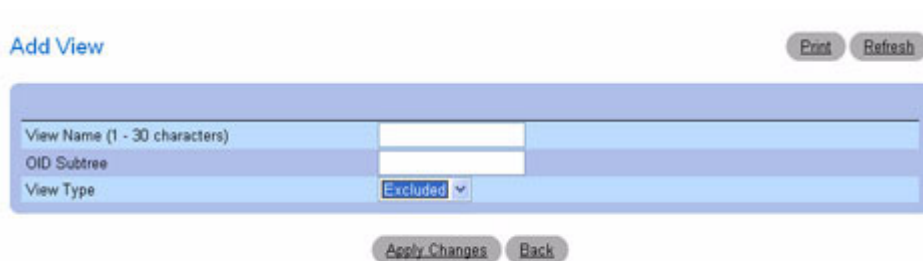 Add View
Print Refresh
View Name (1 - 30 characters)
OID Subtree
View Type Excluded
Apply Changes Back